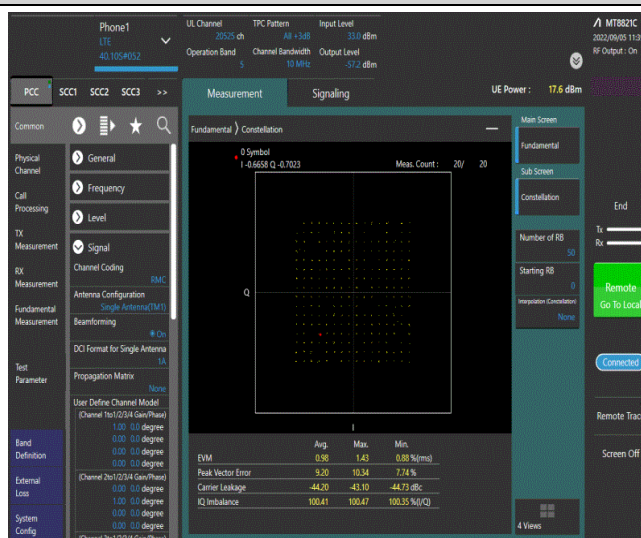 Phone1
LTE
40.105#052
UL Channel TPC Pattern Input Level
20525 ch All +3dB 33.0 dBm
Operation Band Channel Bandwidth Output Level
5 10 MHz -57.2 dBm
MT8821C
2022/09/05 11:3
RF Output : On
PCC SCC1 SCC2 SCC3 >>
Measurement Signaling
UE Power : 17.6 dBm
Common
Physical
Channel
Call
Processing
TX
Measurement
RX
Measurement
Fundamental
Measurement
Test
Parameter
Band
Definition
External
Loss
System
Config
General
Frequency
Level
Signal
Channel Coding
RMC
Antenna Configuration
Single Antenna(TM1)
Beamforming
On
DCI Format for Single Antenna
1A
Propagation Matrix
None
User Define Channel Model
(Channel 1to1/2/3/4 Gain/Phase)
1.00 0.0 degree
0.00 0.0 degree
0.00 0.0 degree
0.00 0.0 degree
(Channel 2to1/2/3/4 Gain/Phase)
0.00 0.0 degree
1.00 0.0 degree
0.00 0.0 degree
0.00 0.0 degree
Fundamental ) Constellation
0 Symbol
I -0.6658 Q -0.7023 Meas. Count : 20/ 20
Q
I
Avg. Max. Min.
EVM 0.98 1.43 0.88 %(rms)
Peak Vector Error 9.20 10.34 7.74 %
Carrier Leakage -44.20 -43.10 -44.73 dBc
IQ Imbalance 100.41 100.47 100.35 %(I/Q)
Main Screen
Fundamental
Sub Screen
Constellation
Number of RB
50
Starting RB
0
Interpolation (Constellation)
None
4 Views
End
Tx
Rx
Remote
Go To Local
Connected
Remote Trac
Screen Off